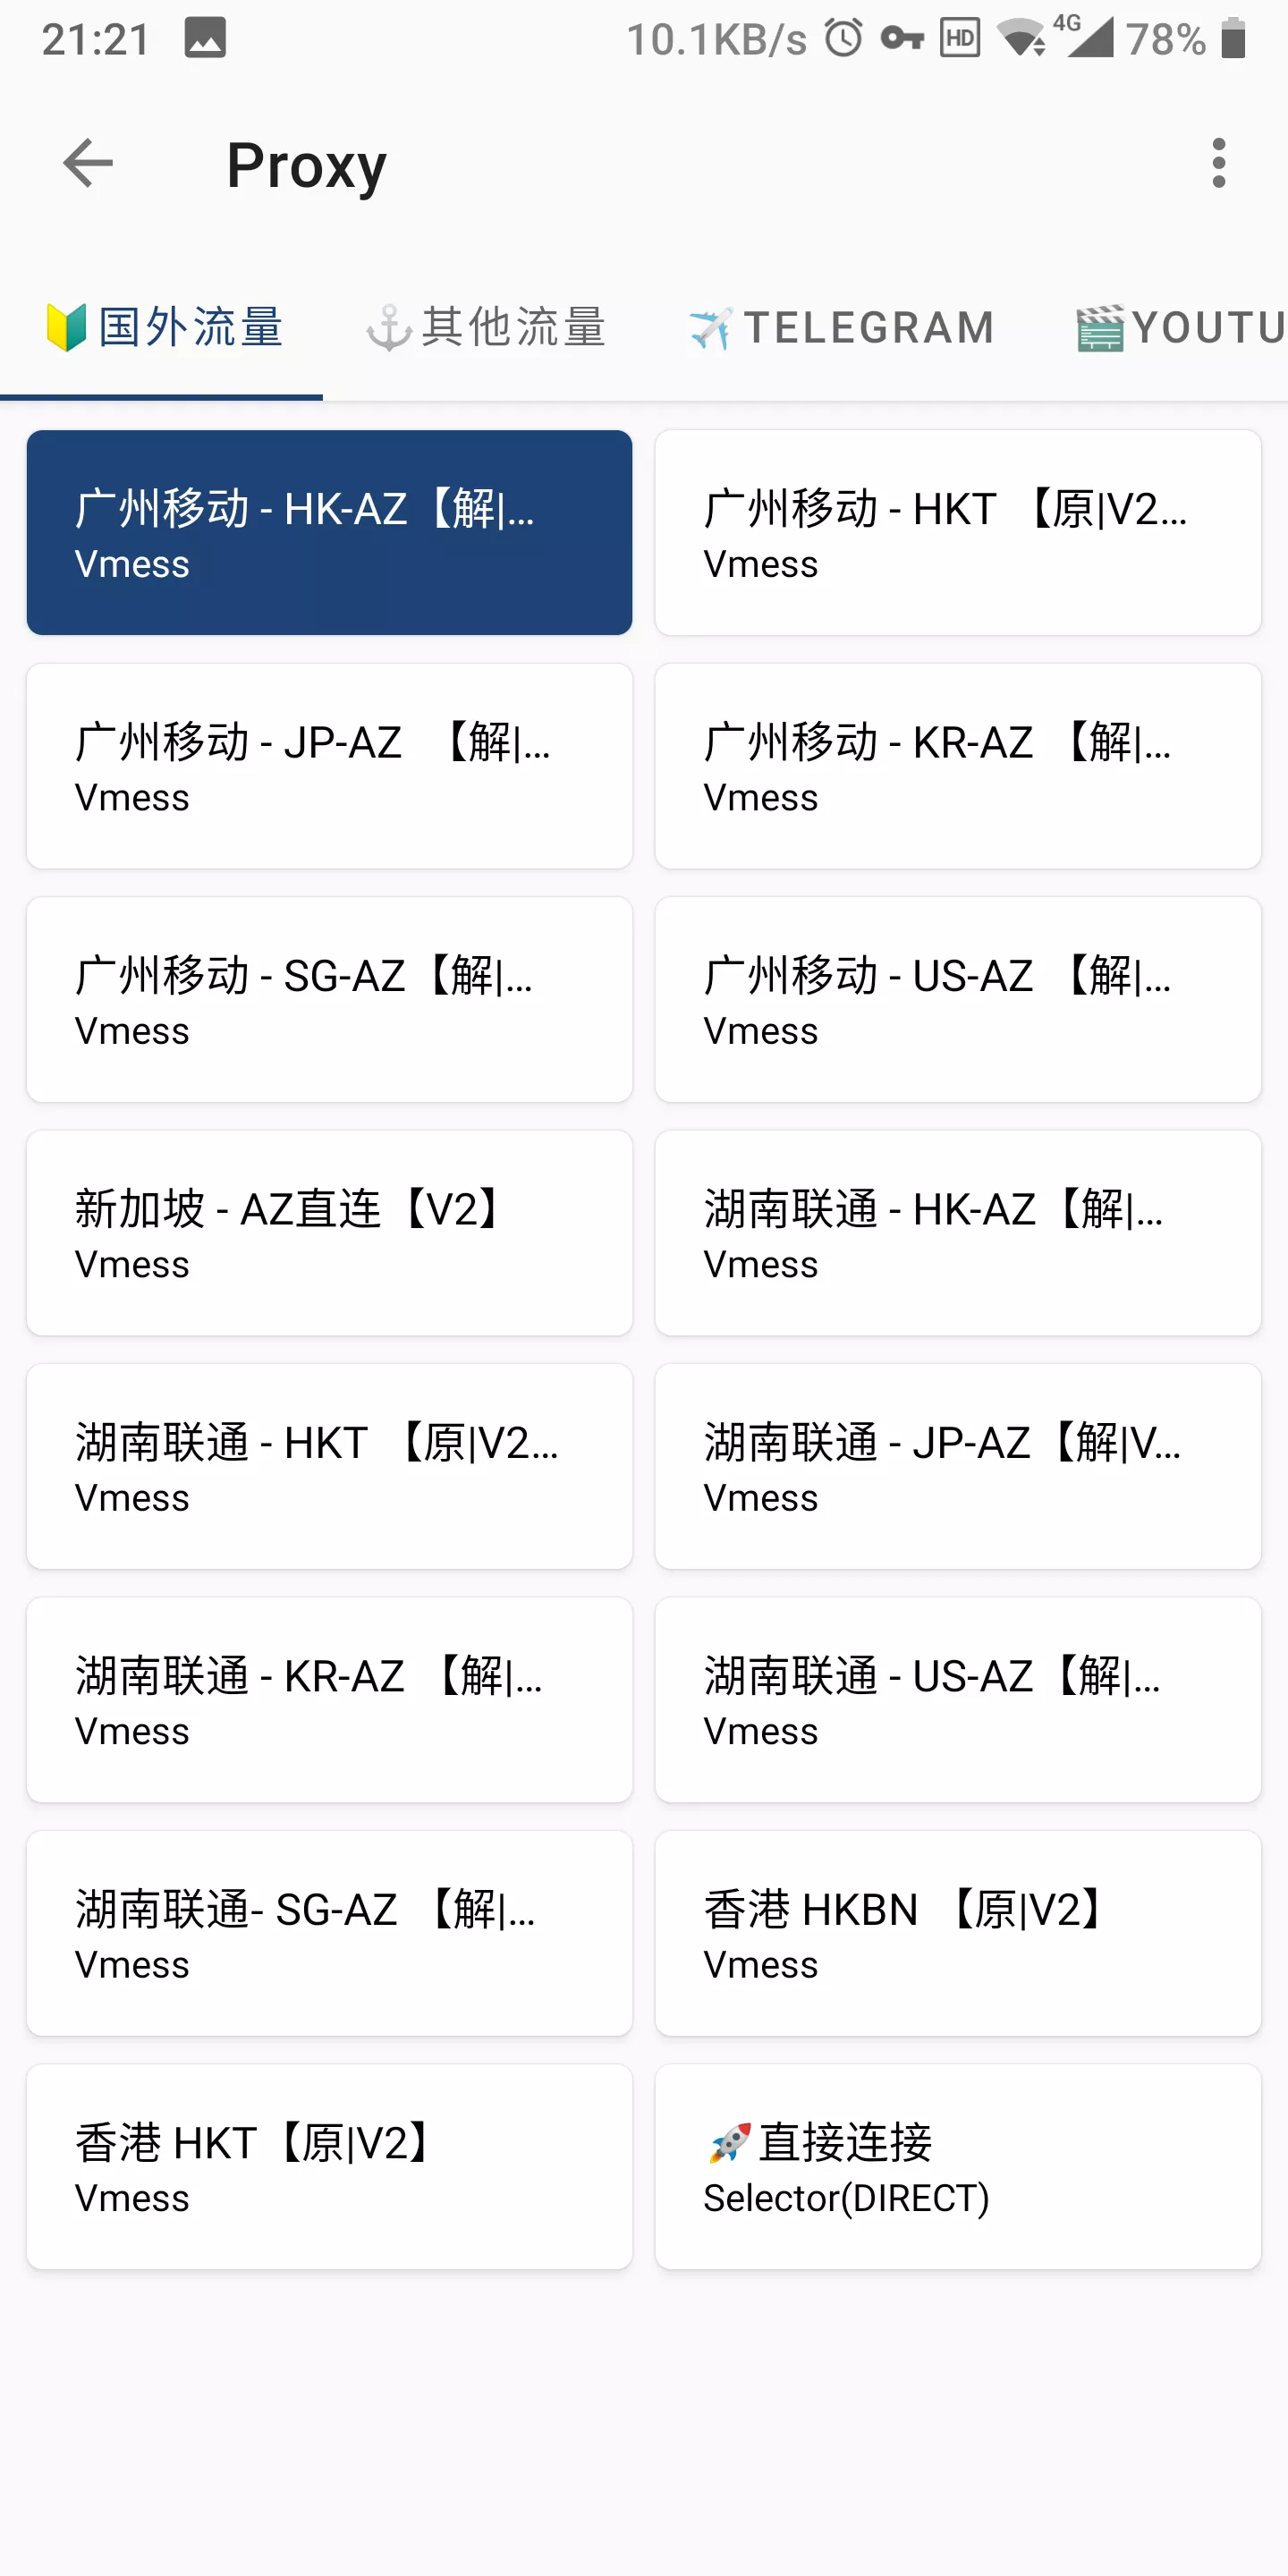 21:21
10.1KB/s HD 4G 78%
Proxy
🔰国外流量 ⚓其他流量 ✈️TELEGRAM 🎬YOUTU
广州移动 - HK-AZ【解|...
Vmess
广州移动 - HKT 【原|V2...
Vmess
广州移动 - JP-AZ 【解|...
Vmess
广州移动 - KR-AZ 【解|...
Vmess
广州移动 - SG-AZ【解|...
Vmess
广州移动 - US-AZ 【解|...
Vmess
新加坡 - AZ直连【V2】
Vmess
湖南联通 - HK-AZ【解|...
Vmess
湖南联通 - HKT 【原|V2...
Vmess
湖南联通 - JP-AZ【解|V...
Vmess
湖南联通 - KR-AZ 【解|...
Vmess
湖南联通 - US-AZ【解|...
Vmess
湖南联通- SG-AZ 【解|...
Vmess
香港 HKBN 【原|V2】
Vmess
香港 HKT【原|V2】
Vmess
🚀直接连接
Selector(DIRECT)